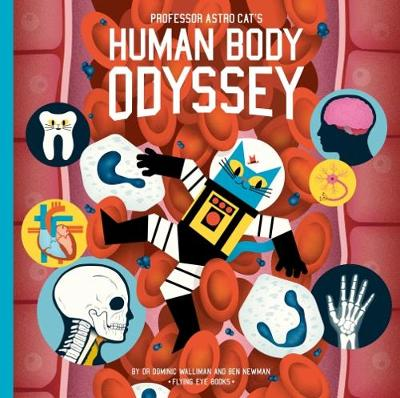 PROFESSOR ASTRO CAT'S
HUMAN BODY
ODYSSEY
BY DR DOMINIC WALLIMAN AND BEN NEWMAN
• FLYING EYE BOOKS •